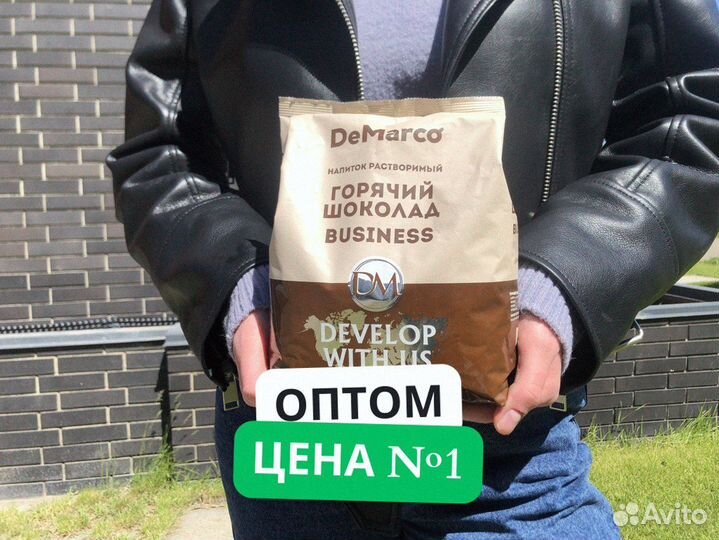 DeMarco
НАПИТОК РАСТВОРИМЫЙ
ГОРЯЧИЙ
ШОКОЛАД
BUSINESS
DM
DEVELOP
WITH US
ОПТОМ
ЦЕНА №1
Avito